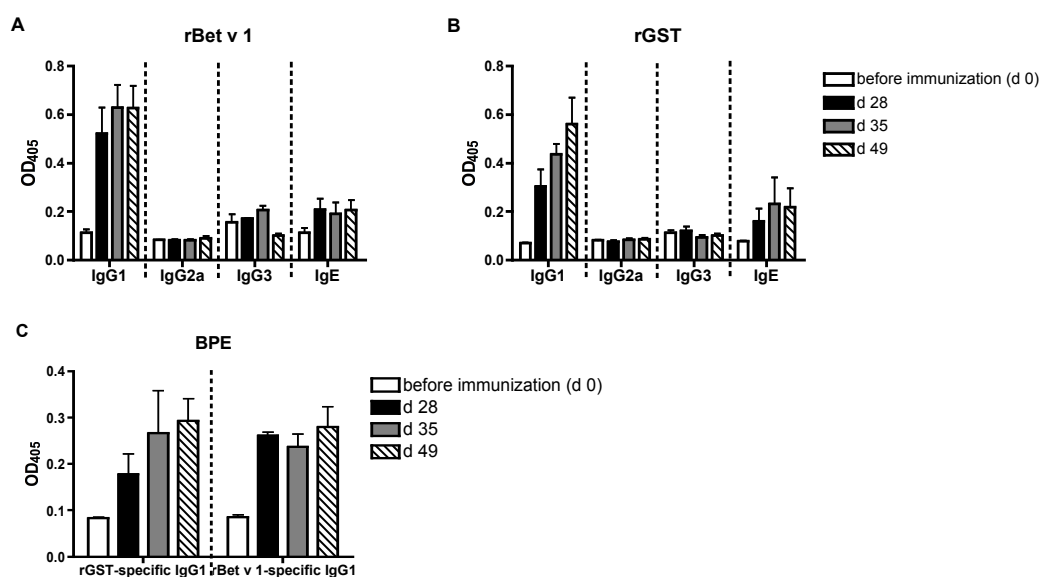 A
rBet v 1
OD405
0.8
0.6
0.4
0.2
0.0
IgG1 IgG2a IgG3 IgE
B
rGST
OD405
0.8
0.6
0.4
0.2
0.0
IgG1 IgG2a IgG3 IgE
before immunization (d 0)
d 28
d 35
d 49
C
BPE
OD405
0.4
0.3
0.2
0.1
0.0
rGST-specific IgG1 rBet v 1-specific IgG1
before immunization (d 0)
d 28
d 35
d 49